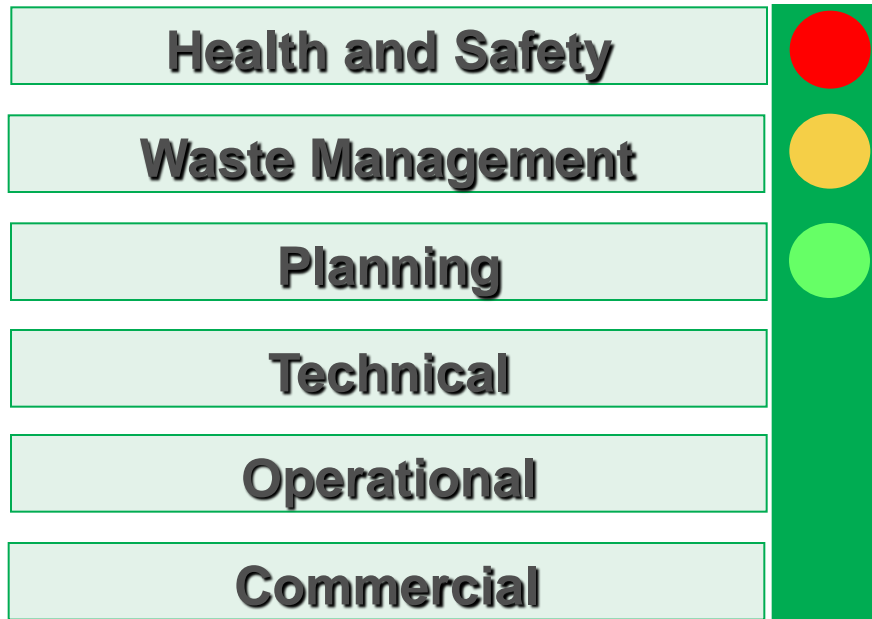 Health and Safety
Waste Management
Planning
Technical
Operational
Commercial